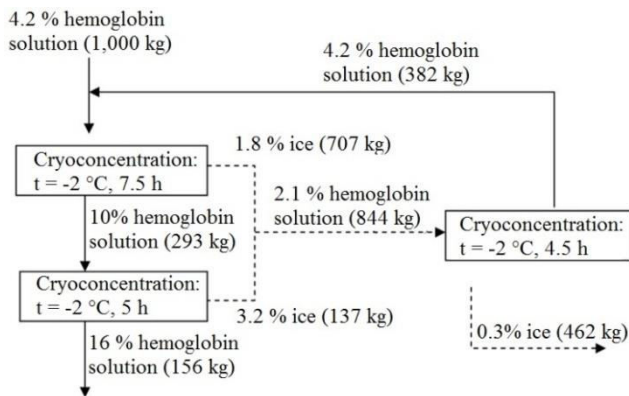 4.2 % hemoglobin
solution (1,000 kg)
4.2 % hemoglobin
solution (382 kg)
Cryoconcentration:
t = -2 °C, 7.5 h
1.8 % ice (707 kg)
10% hemoglobin
solution (293 kg)
2.1 % hemoglobin
solution (844 kg)
Cryoconcentration:
t = -2 °C, 4.5 h
Cryoconcentration:
t = -2 °C, 5 h
3.2 % ice (137 kg)
0.3% ice (462 kg)
16 % hemoglobin
solution (156 kg)